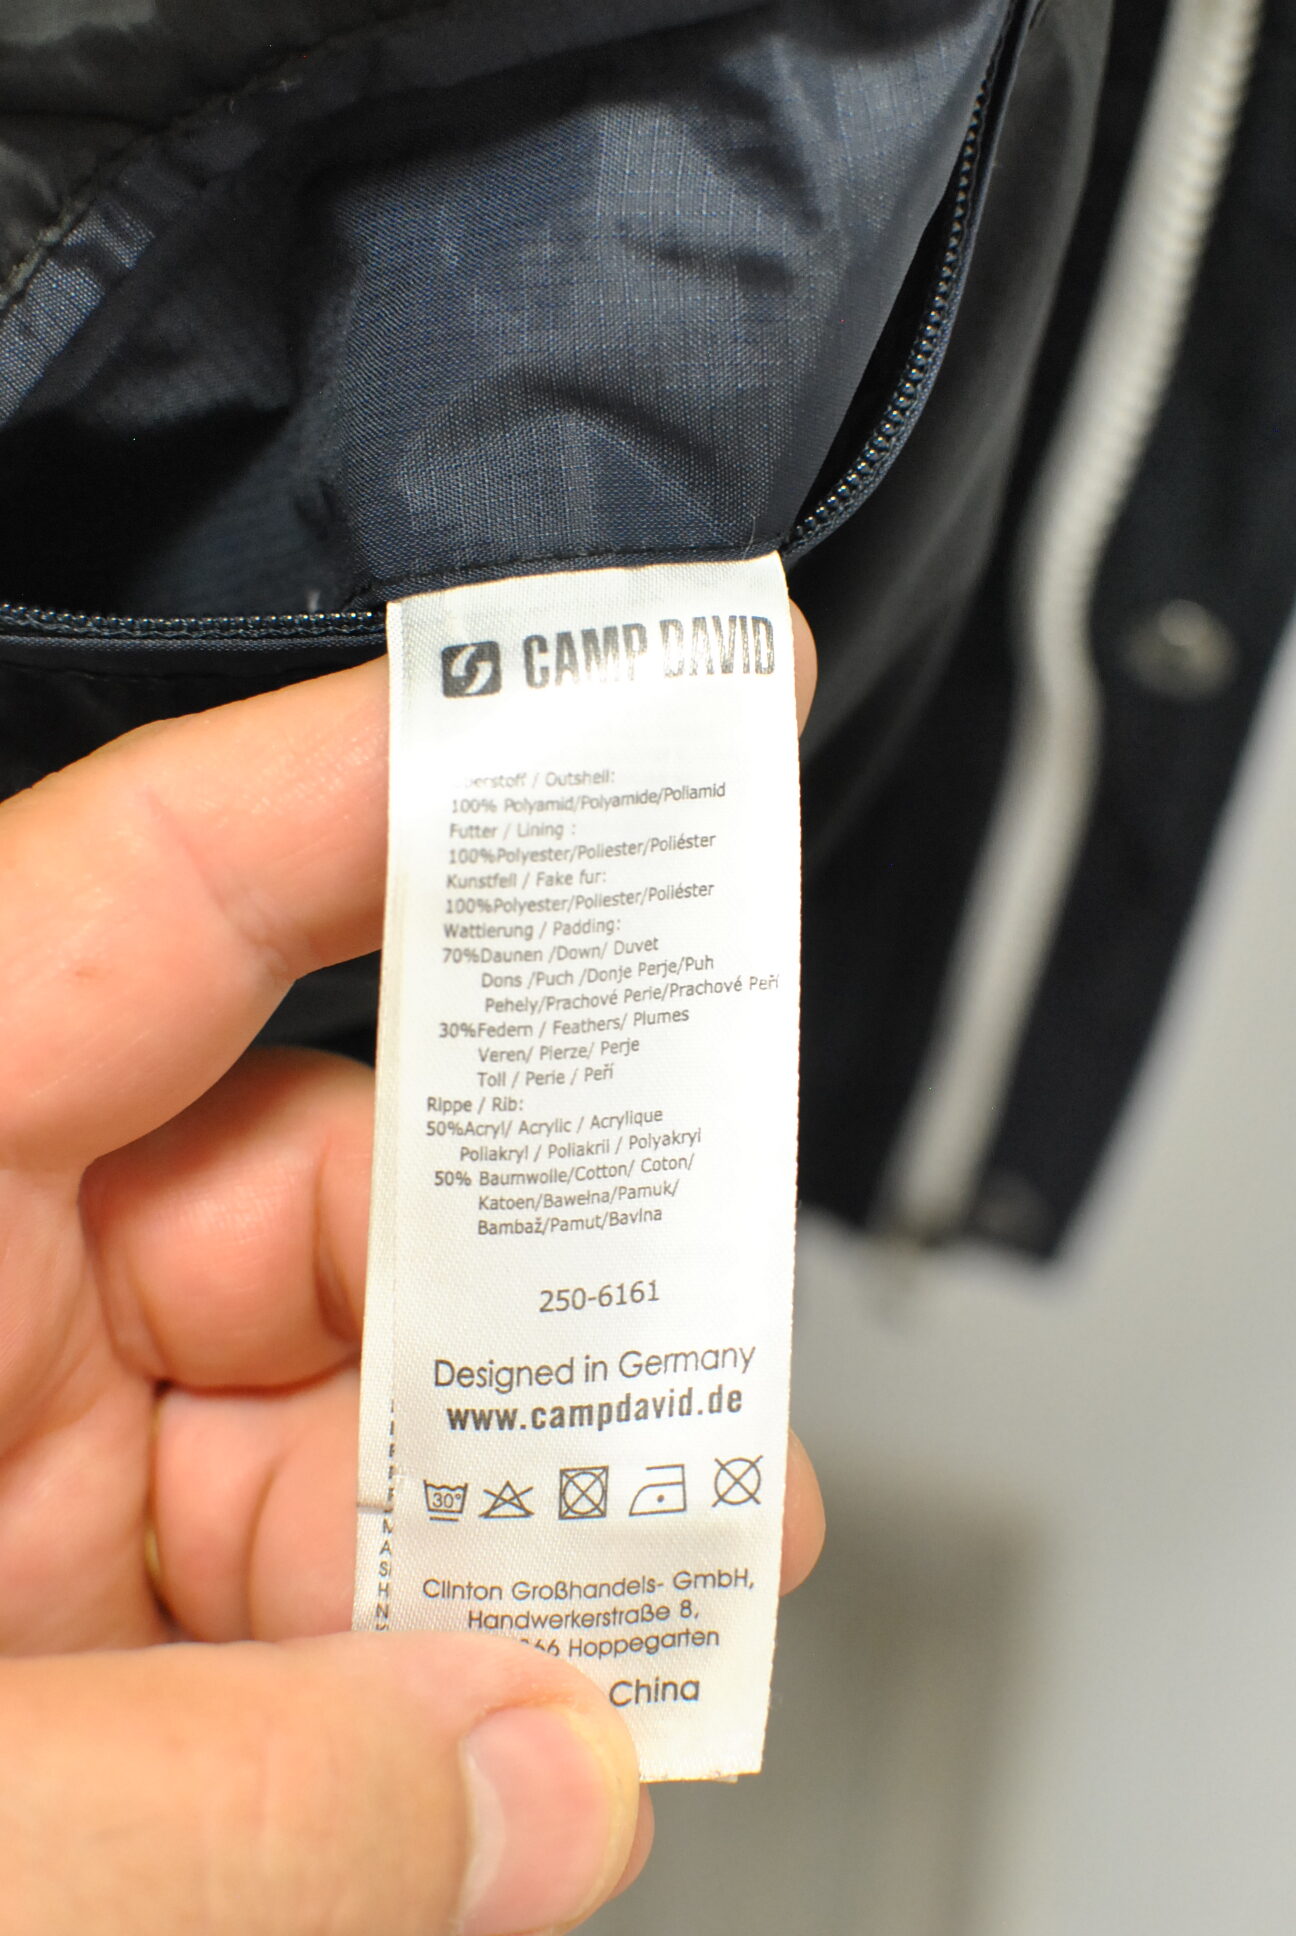 CAMP DAVID
erstoff / Outshell:
100% Polyamid/Polyamide/Poliamid
Futter / Lining :
100%Polyester/Poliester/Poliéster
Kunstfell / Fake fur:
100%Polyester/Poliester/Poliéster
Wattierung / Padding:
70%Daunen /Down/ Duvet
Dons /Puch /Donje Perje/Puh
Pehely/Prachové Perie/Prachové Peří
30%Federn / Feathers/ Plumes
Veren/ Pierze/ Perje
Toll / Perie / Peří
Rippe / Rib:
50%Acryl/ Acrylic / Acrylique
Poliakryl / Poliakril / Polyakryl
50% Baumwolle/Cotton/ Coton/
Katoen/Bawełna/Pamuk/
Bambaž/Pamut/Bavlna
250-6161
Designed in Germany
www.campdavid.de
30°
Clinton Großhandels- GmbH,
Handwerkerstraße 8,
366 Hoppegarten
China